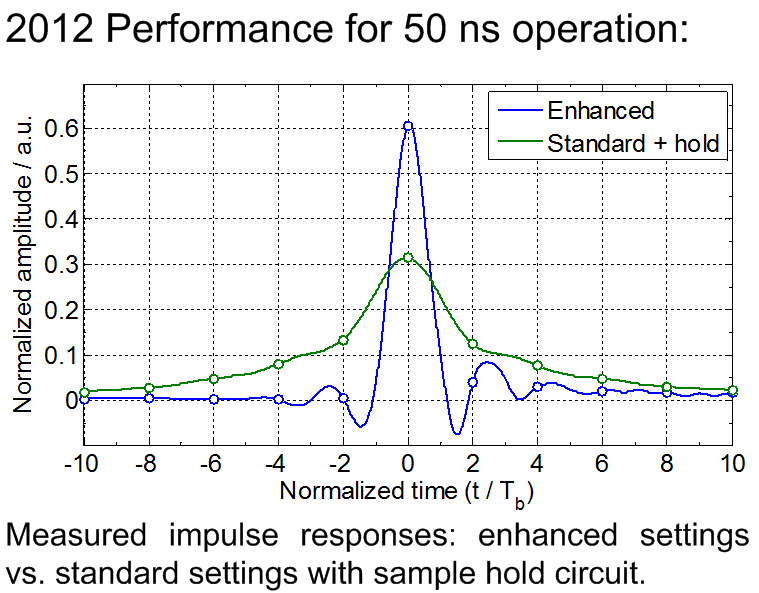 2012 Performance for 50 ns operation:
Enhanced
Standard + hold
Normalized amplitude / a.u.
0.6
0.5
0.4
0.3
0.2
0.1
0
-10 -8 -6 -4 -2 0 2 4 6 8 10
Normalized time (t / Tb)
Measured impulse responses: enhanced settings
vs. standard settings with sample hold circuit.